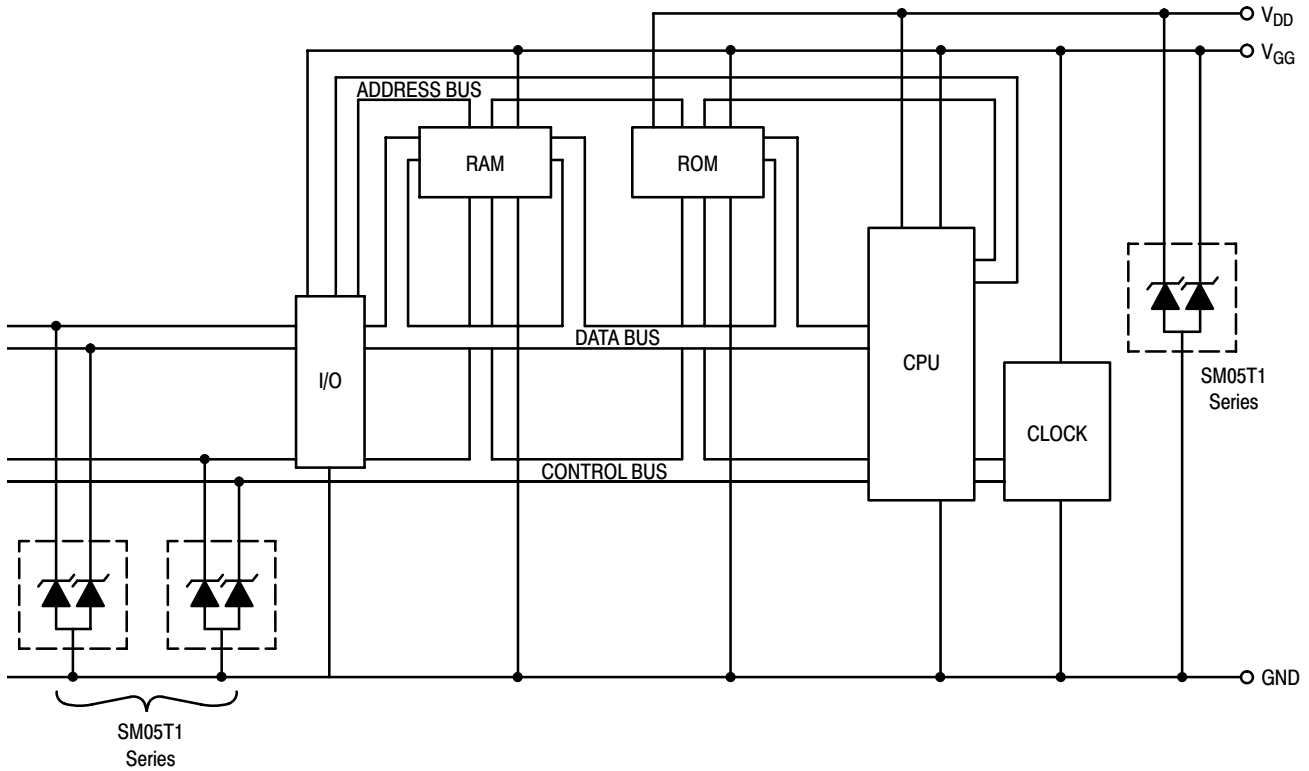 V_DD
V_GG
ADDRESS BUS
RAM
ROM
DATA BUS
I/O
CPU
SM05T1
Series
CLOCK
CONTROL BUS
GND
SM05T1
Series